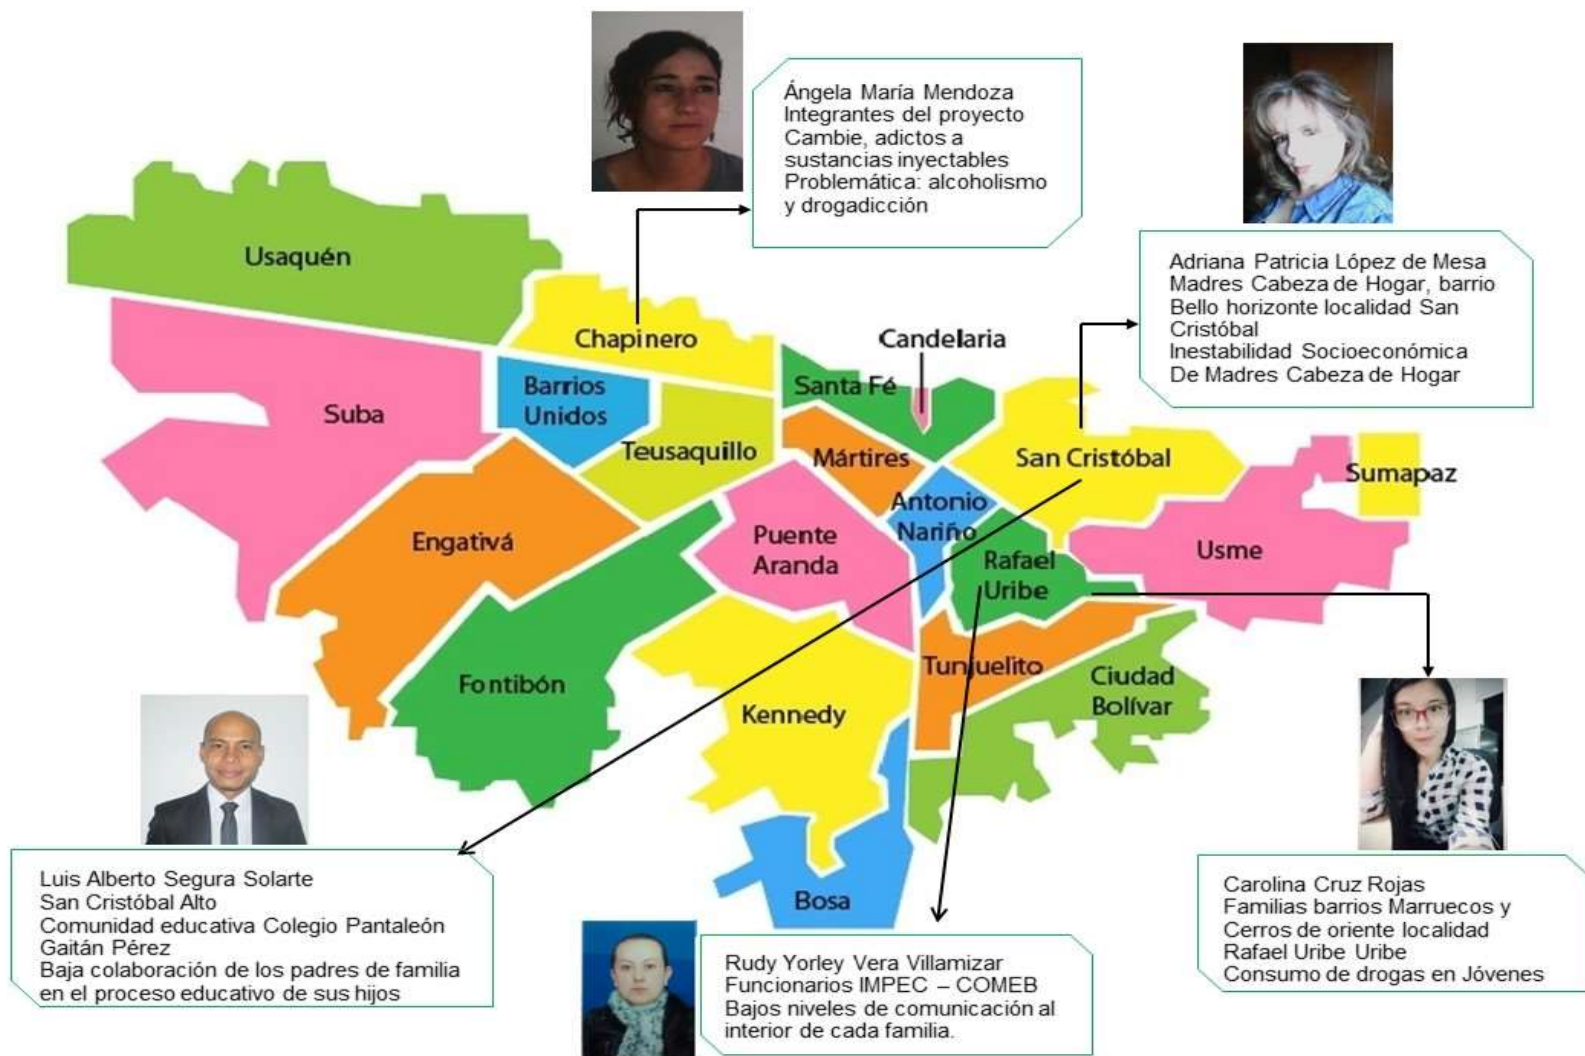 Ángela María Mendoza
Integrantes del proyecto
Cambie, adictos a
sustancias inyectables
Problemática: alcoholismo
y drogadicción
Adriana Patricia López de Mesa
Madres Cabeza de Hogar, barrio
Bello horizonte localidad San
Cristóbal
Inestabilidad Socioeconómica
De Madres Cabeza de Hogar
Usaquén
Chapinero
Candelaria
Suba
Barrios
Unidos
Santa Fé
Teusaquillo
Mártires
San Cristóbal
Sumapaz
Engativá
Puente
Aranda
Antonio
Nariño
Rafael
Uribe
Usme
Fontibón
Kennedy
Tunjuelito
Ciudad
Bolívar
Bosa
Luis Alberto Segura Solarte
San Cristóbal Alto
Comunidad educativa Colegio Pantaleón
Gaitán Pérez
Baja colaboración de los padres de familia
en el proceso educativo de sus hijos
Rudy Yorley Vera Villamizar
Funcionarios IMPEC – COMEB
Bajos niveles de comunicación al
interior de cada familia.
Carolina Cruz Rojas
Familias barrios Marruecos y
Cerros de oriente localidad
Rafael Uribe Uribe
Consumo de drogas en Jóvenes